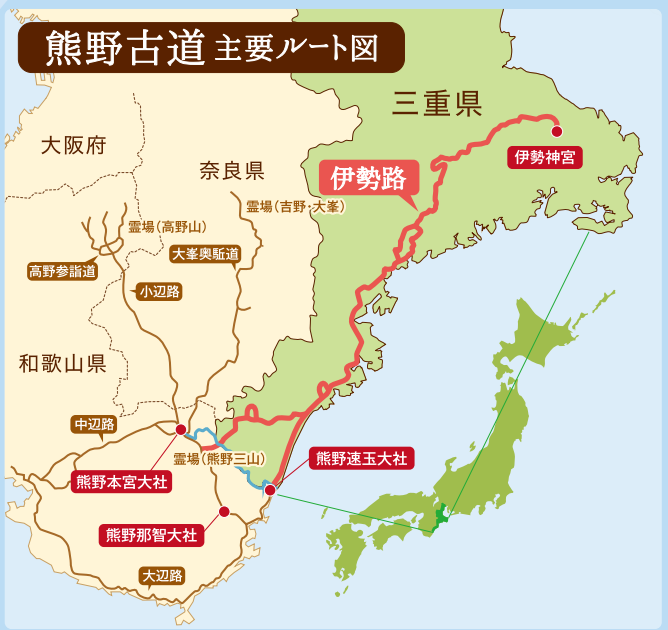 熊野古道 主要ルート図
三重県
大阪府
伊勢神宮
奈良県
伊勢路
霊場(吉野・大峯)
霊場(高野山)
大峯奥駈道
高野参詣道
小辺路
和歌山県
中辺路
霊場(熊野三山)
熊野速玉大社
熊野本宮大社
熊野那智大社
大辺路